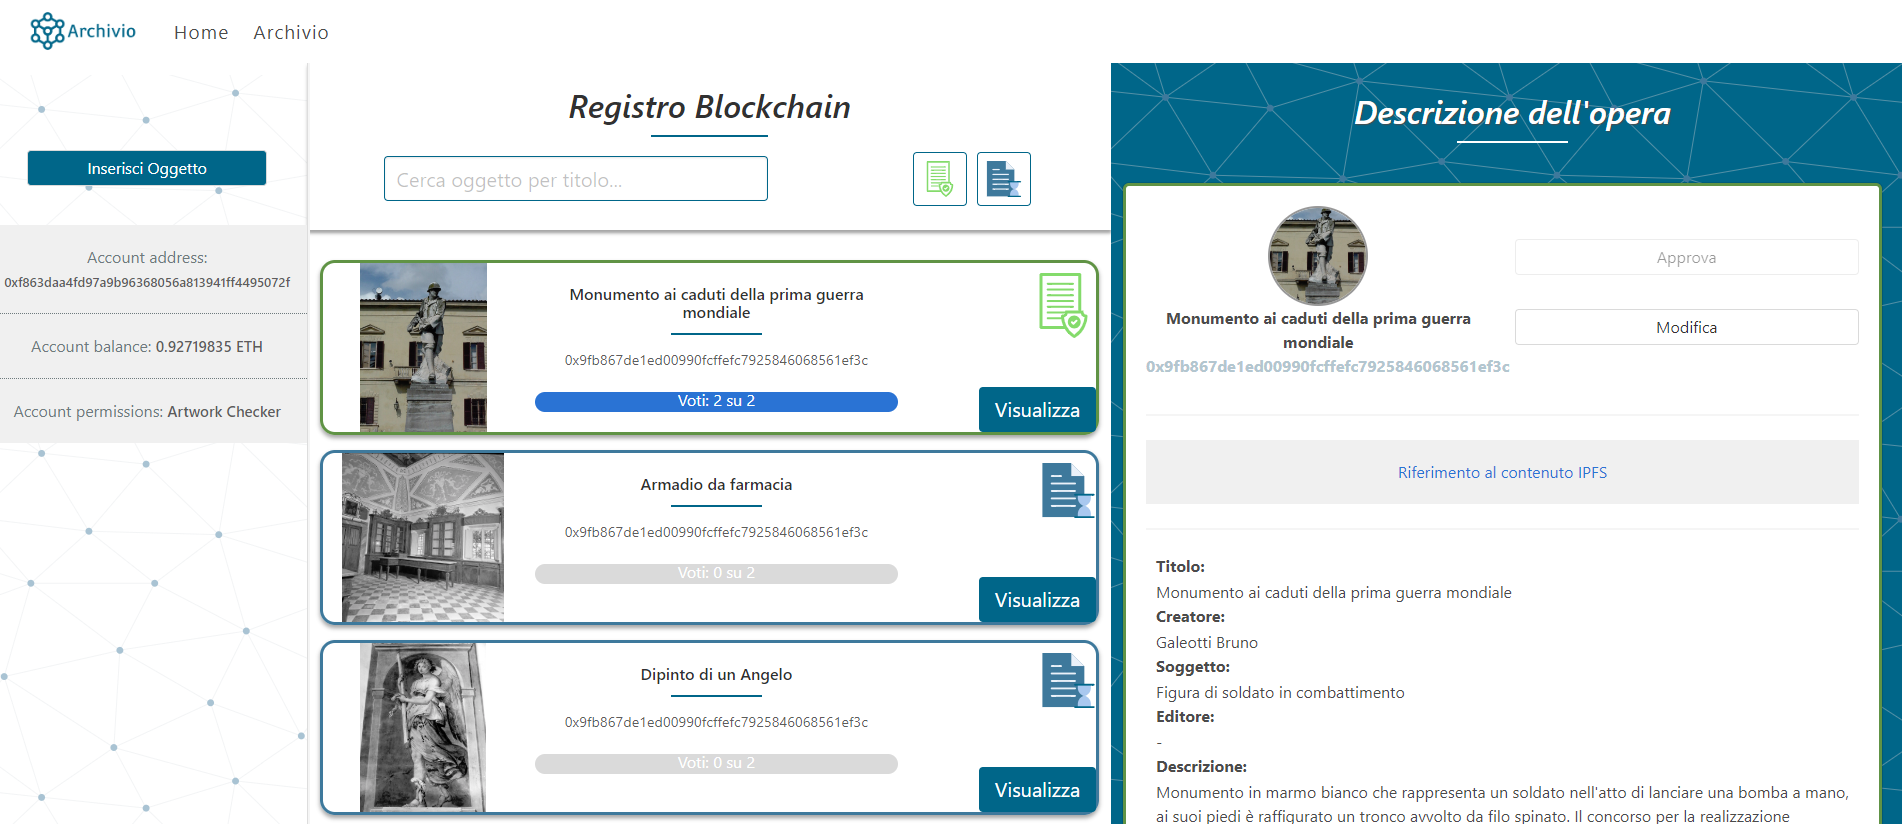 Archivio
Home
Archivio
Inserisci Oggetto
Account address:
0xf863daa4fd97a9b96368056a813941ff4495072f
Account balance: 0.92719835 ETH
Account permissions: Artwork Checker
Registro Blockchain
Cerca oggetto per titolo...
Monumento ai caduti della prima guerra
mondiale
0x9fb867de1ed00990fcffefc7925846068561ef3c
Voti: 2 su 2
Visualizza
Armadio da farmacia
0x9fb867de1ed00990fcffefc7925846068561ef3c
Voti: 0 su 2
Visualizza
Dipinto di un Angelo
0x9fb867de1ed00990fcffefc7925846068561ef3c
Voti: 0 su 2
Visualizza
Descrizione dell'opera
Approva
Modifica
Monumento ai caduti della prima guerra
mondiale
0x9fb867de1ed00990fcffefc7925846068561ef3c
Riferimento al contenuto IPFS
Titolo:
Monumento ai caduti della prima guerra mondiale
Creatore:
Galeotti Bruno
Soggetto:
Figura di soldato in combattimento
Editore:
-
Descrizione:
Monumento in marmo bianco che rappresenta un soldato nell'atto di lanciare una bomba a mano,
ai suoi piedi è raffigurato un tronco avvolto da filo spinato. Il concorso per la realizzazione